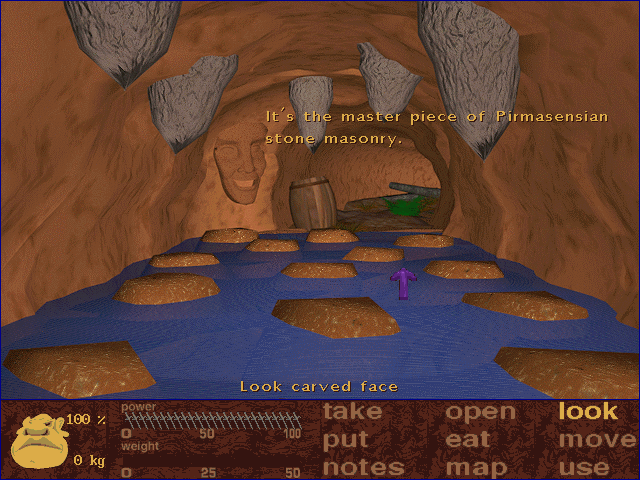 It's the master piece of Pirmasensian
stone masonry.
Look carved face
100 %
0 kg
power
0 50 100
weight
0 25 50
take open look
put eat move
notes map use